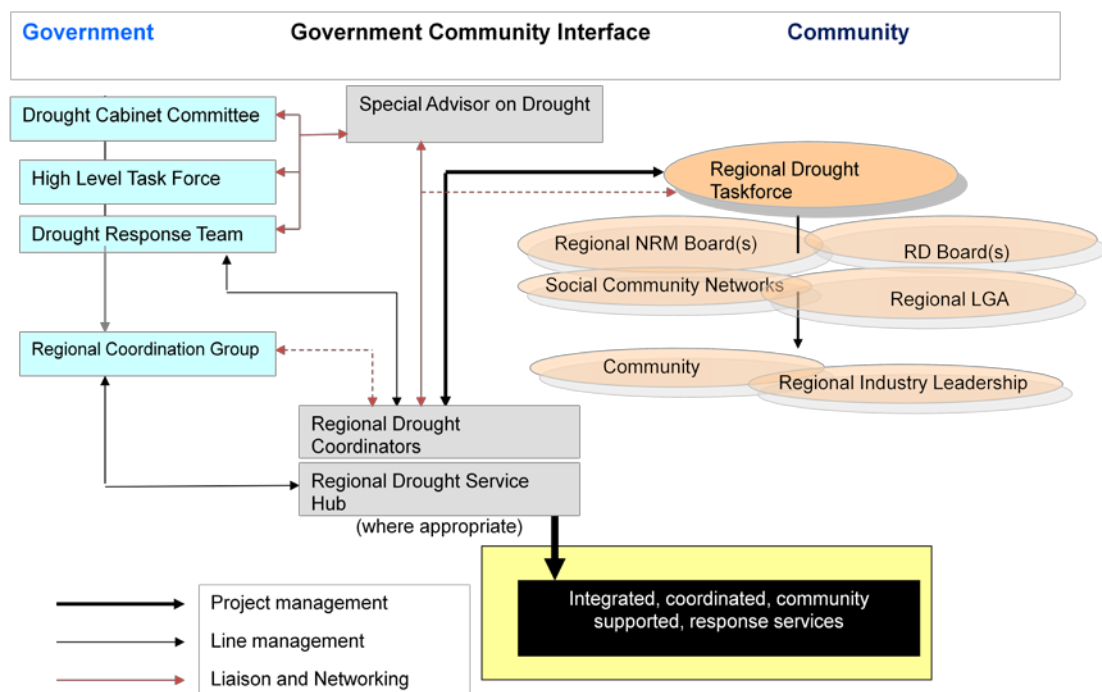 Government
Government Community Interface
Community
Drought Cabinet Committee
Special Advisor on Drought
High Level Task Force
Regional Drought
Taskforce
Drought Response Team
Regional NRM Board(s)
RD Board(s)
Social Community Networks
Regional LGA
Regional Coordination Group
Community
Regional Industry Leadership
Regional Drought
Coordinators
Regional Drought Service
Hub
(where appropriate)
Integrated, coordinated, community
supported, response services
Project management
Line management
Liaison and Networking